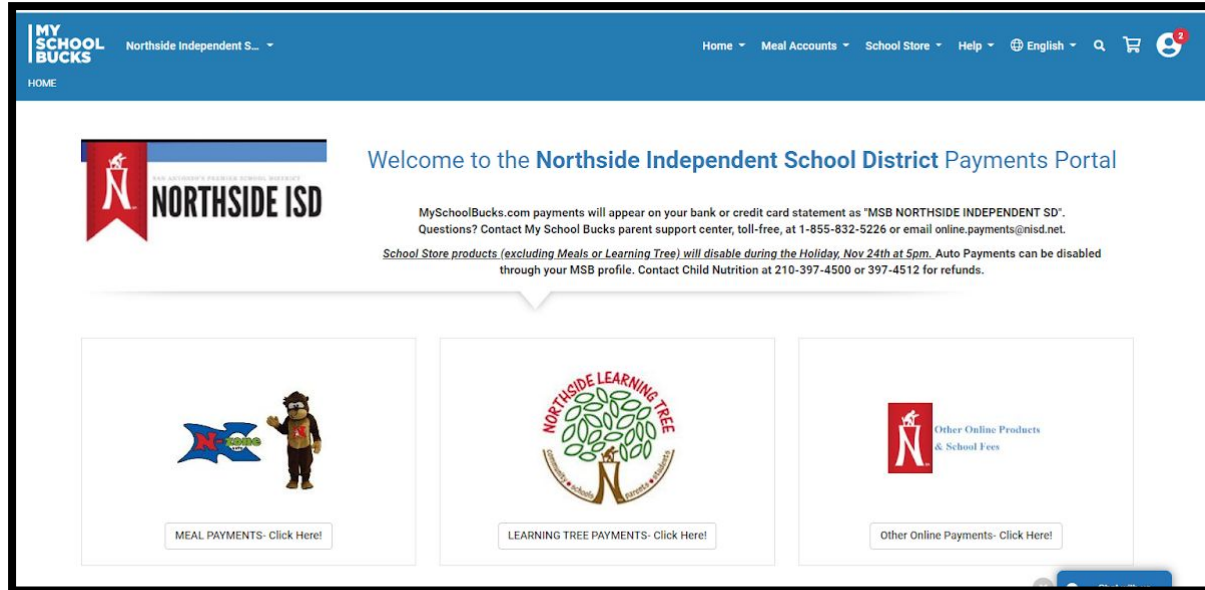 MY
SCHOOL
BUCKS
Northside Independent S...
Home
Meal Accounts
School Store
Help
English
2
HOME
SAN ANTONIO'S PREMIER SCHOOL DISTRICT
NORTHSIDE ISD
Welcome to the Northside Independent School District Payments Portal
MySchoolBucks.com payments will appear on your bank or credit card statement as "MSB NORTHSIDE INDEPENDENT SD".
Questions? Contact My School Bucks parent support center, toll-free, at 1-855-832-5226 or email online.payments@nisd.net.
School Store products (excluding Meals or Learning Tree) will disable during the Holiday, Nov 24th at 5pm. Auto Payments can be disabled
through your MSB profile. Contact Child Nutrition at 210-397-4500 or 397-4512 for refunds.
N-zone
N
MEAL PAYMENTS- Click Here!
NORTHSIDE LEARNING TREE
community • schools
N
parents • students
LEARNING TREE PAYMENTS- Click Here!
N
Other Online Products
& School Fees
Other Online Payments- Click Here!